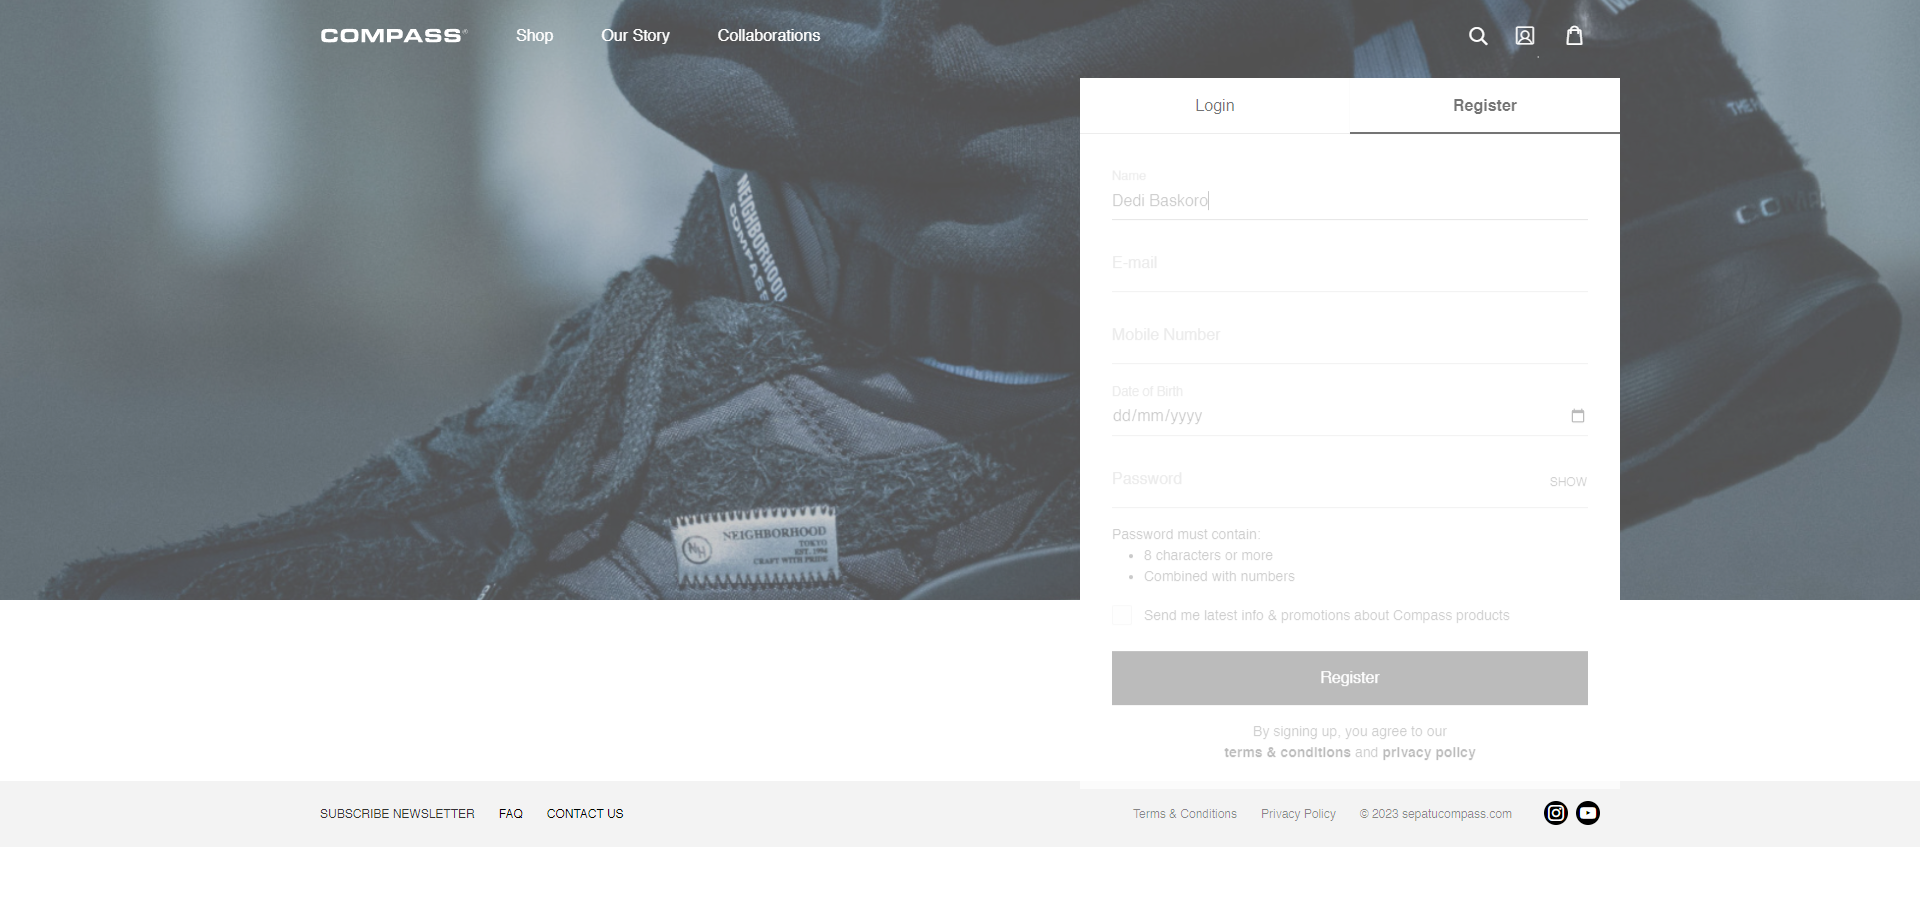 COMPASS®
Shop
Our Story
Collaborations
Login
Register
Name
Dedi Baskoro
E-mail
Mobile Number
Date of Birth
dd/mm/yyyy
Password
SHOW
Password must contain:
• 8 characters or more
• Combined with numbers
Send me latest info & promotions about Compass products
Register
By signing up, you agree to our
terms & conditions and privacy policy
NEIGHBORHOOD
COMPASS
NEIGHBORHOOD
TOKYO
EST. 1994
CRAFT WITH PRIDE
SUBSCRIBE NEWSLETTER
FAQ
CONTACT US
Terms & Conditions
Privacy Policy
© 2023 sepatucompass.com